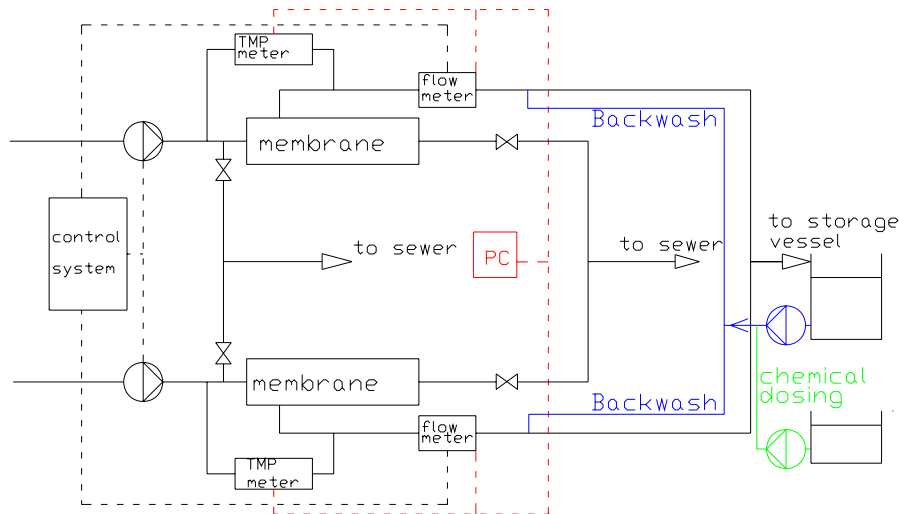 TMP
meter
flow
meter
Backwash
membrane
control
system
to sewer
PC
to sewer
to storage
vessel
membrane
chemical
dosing
Backwash
flow
meter
TMP
meter